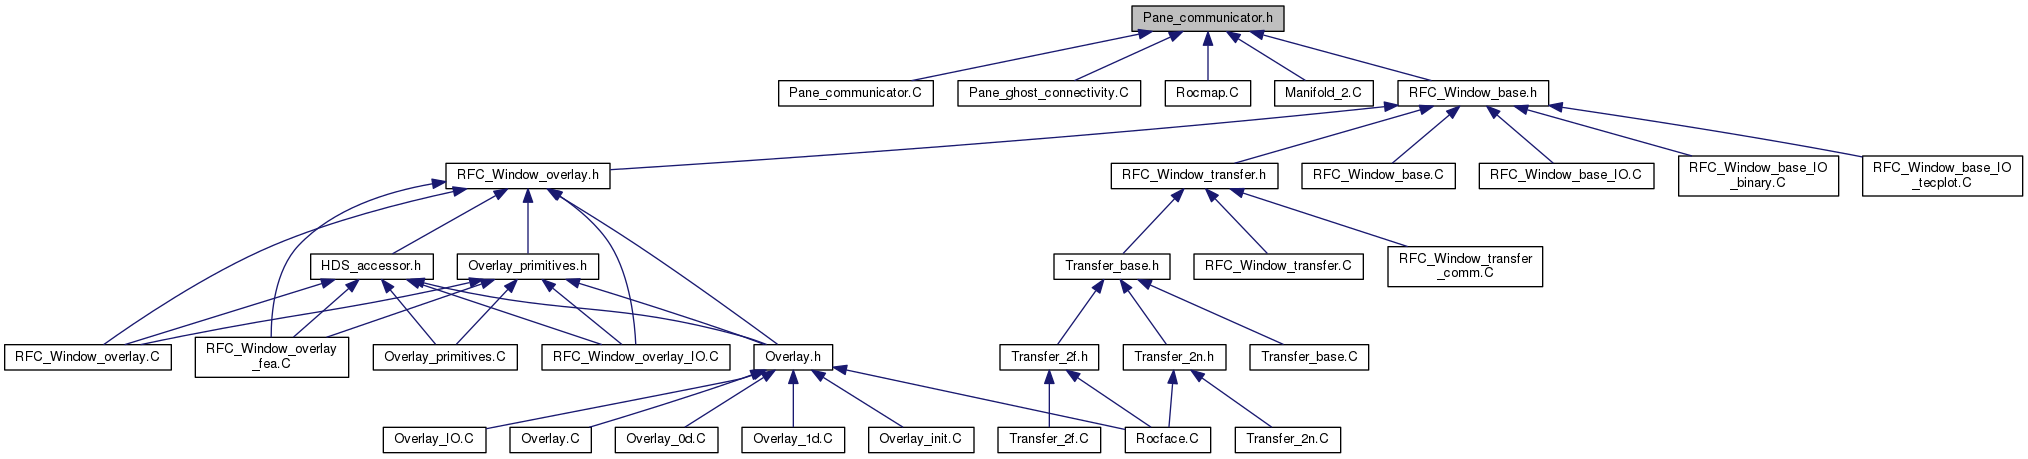 Pane_communicator.h
Pane_communicator.C
Pane_ghost_connectivity.C
Rocmap.C
Manifold_2.C
RFC_Window_base.h
RFC_Window_overlay.h
RFC_Window_transfer.h
RFC_Window_base.C
RFC_Window_base_IO.C
RFC_Window_base_IO
_binary.C
RFC_Window_base_IO
_tecplot.C
HDS_accessor.h
Overlay_primitives.h
Transfer_base.h
RFC_Window_transfer.C
RFC_Window_transfer
_comm.C
RFC_Window_overlay.C
RFC_Window_overlay
_fea.C
Overlay_primitives.C
RFC_Window_overlay_IO.C
Overlay.h
Transfer_2f.h
Transfer_2n.h
Transfer_base.C
Overlay_IO.C
Overlay.C
Overlay_0d.C
Overlay_1d.C
Overlay_init.C
Transfer_2f.C
Rocface.C
Transfer_2n.C